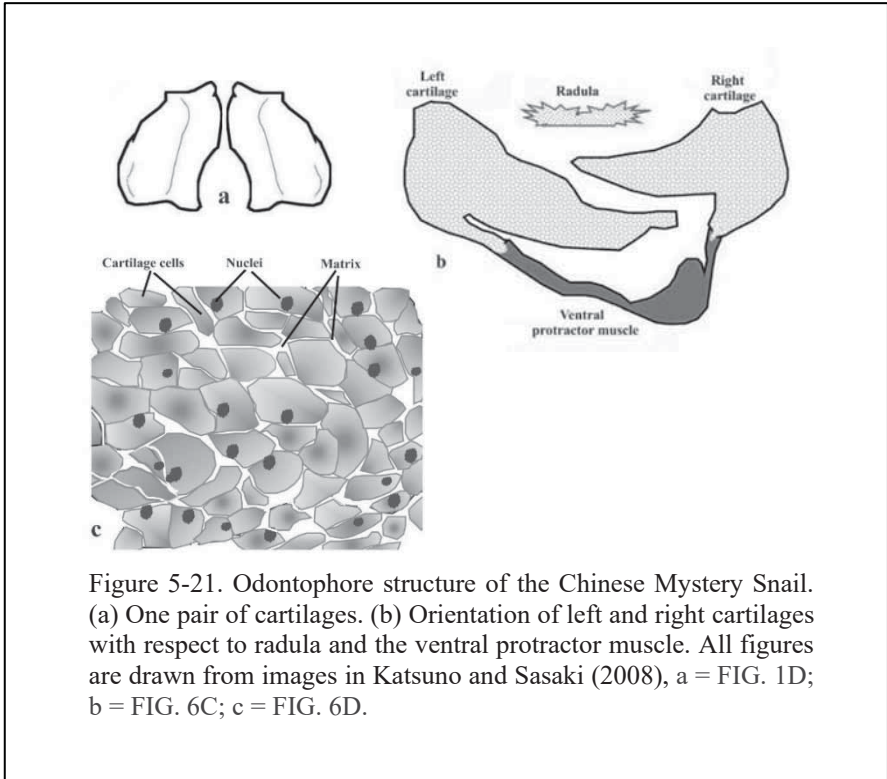 Left
cartilage
Radula
Right
cartilage
a
b
Ventral
protractor muscle
Cartilage cells
Nuclei
Matrix
c
Figure 5-21. Odontophore structure of the Chinese Mystery Snail.
(a) One pair of cartilages. (b) Orientation of left and right cartilages
with respect to radula and the ventral protractor muscle. All figures
are drawn from images in Katsuno and Sasaki (2008), a = FIG. 1D;
b = FIG. 6C; c = FIG. 6D.